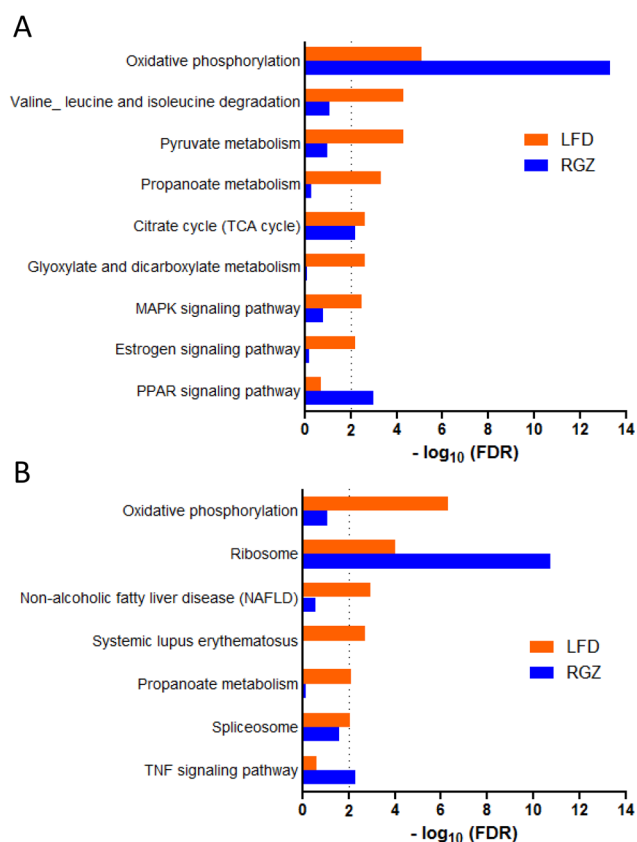 A
Oxidative phosphorylation
Valine_ leucine and isoleucine degradation
Pyruvate metabolism
Propanoate metabolism
Citrate cycle (TCA cycle)
Glyoxylate and dicarboxylate metabolism
MAPK signaling pathway
Estrogen signaling pathway
PPAR signaling pathway
LFD
RGZ
0 2 4 6 8 10 12 14
- log10 (FDR)
B
Oxidative phosphorylation
Ribosome
Non-alcoholic fatty liver disease (NAFLD)
Systemic lupus erythematosus
Propanoate metabolism
Spliceosome
TNF signaling pathway
LFD
RGZ
0 2 4 6 8 10 12 14
- log10 (FDR)